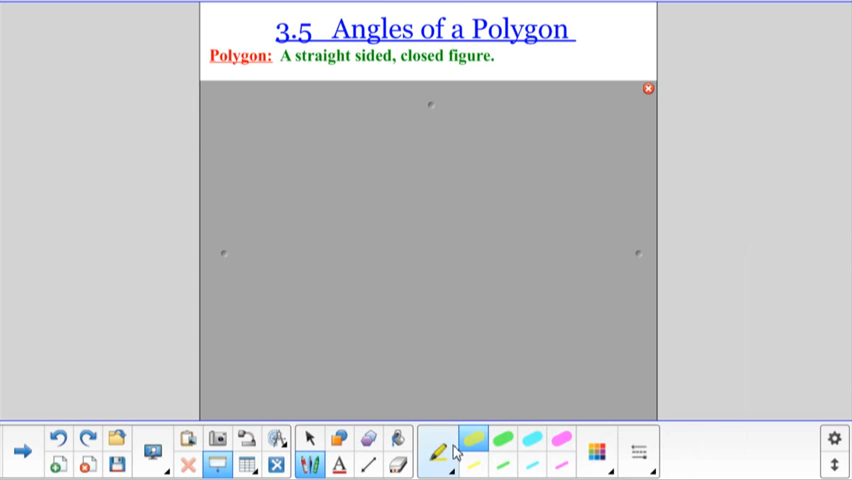 3.5 Angles of a Polygon
Polygon: A straight sided, closed figure.